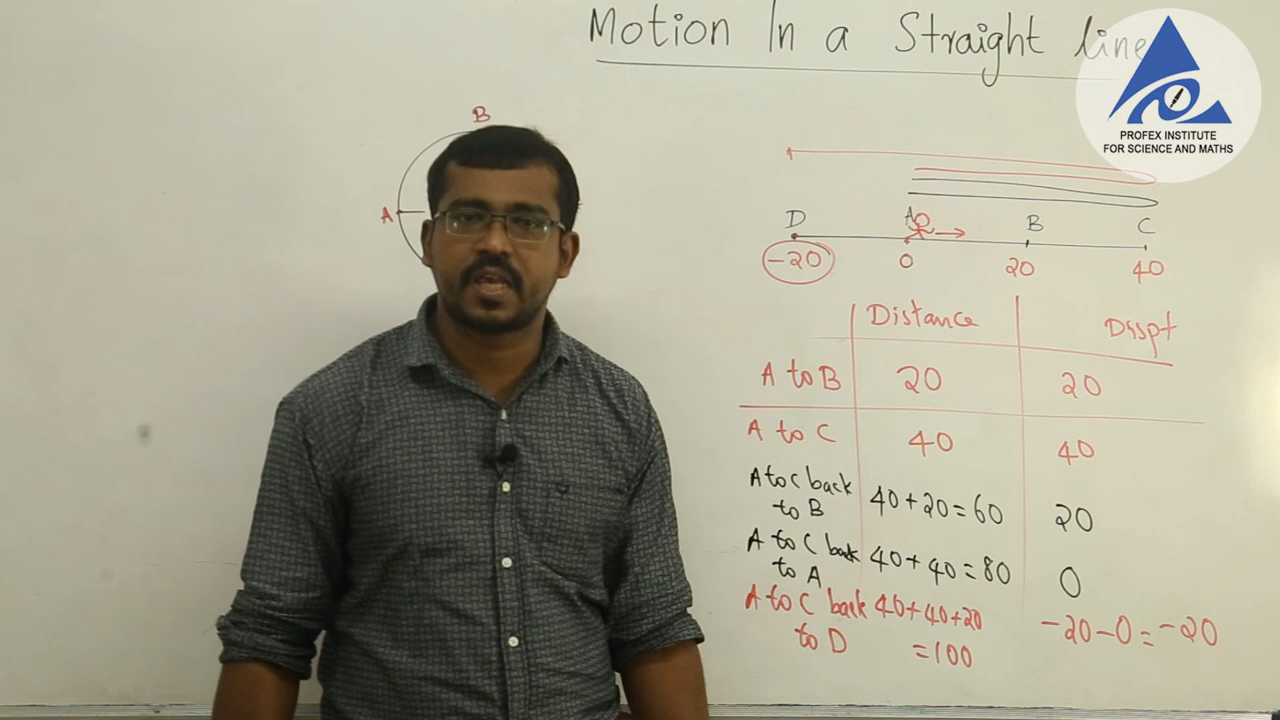 Motion In a Straight line
PROFEX INSTITUTE
FOR SCIENCE AND MATHS
B
A
D A B C
-20 0 20 40
Distance Disspt
A to B 20 20
A to C 40 40
A to C back 40+20=60 20
to B
A to C back 40+40=80 0
to A
A to C back 40+40+20 -20-0=-20
to D =100